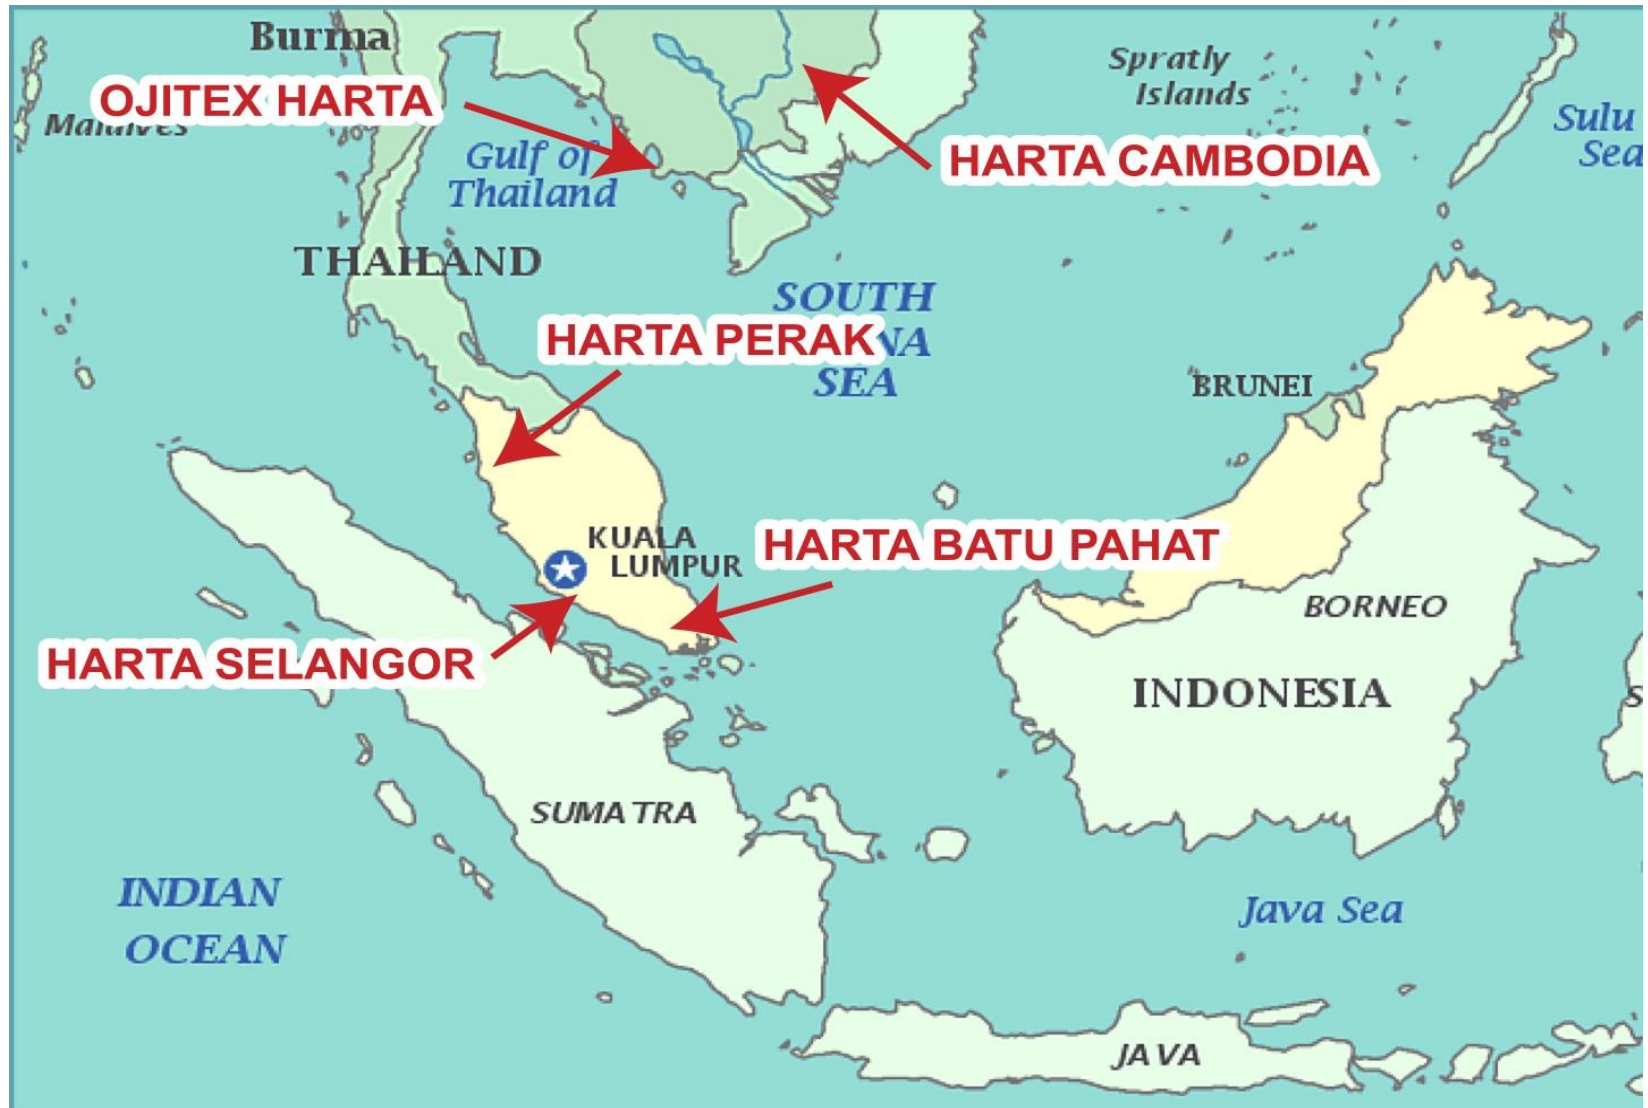 Burma
OJITEX HARTA
Maldives
Gulf of
Thailand
Spratly
Islands
Sulu
Sea
HARTA CAMBODIA
THAILAND
SOUTH
NA
SEA
HARTA PERAK
BRUNEI
KUALA
LUMPUR
HARTA BATU PAHAT
HARTA SELANGOR
BORNEO
INDONESIA
S
SUMATRA
INDIAN
OCEAN
Java Sea
JAVA